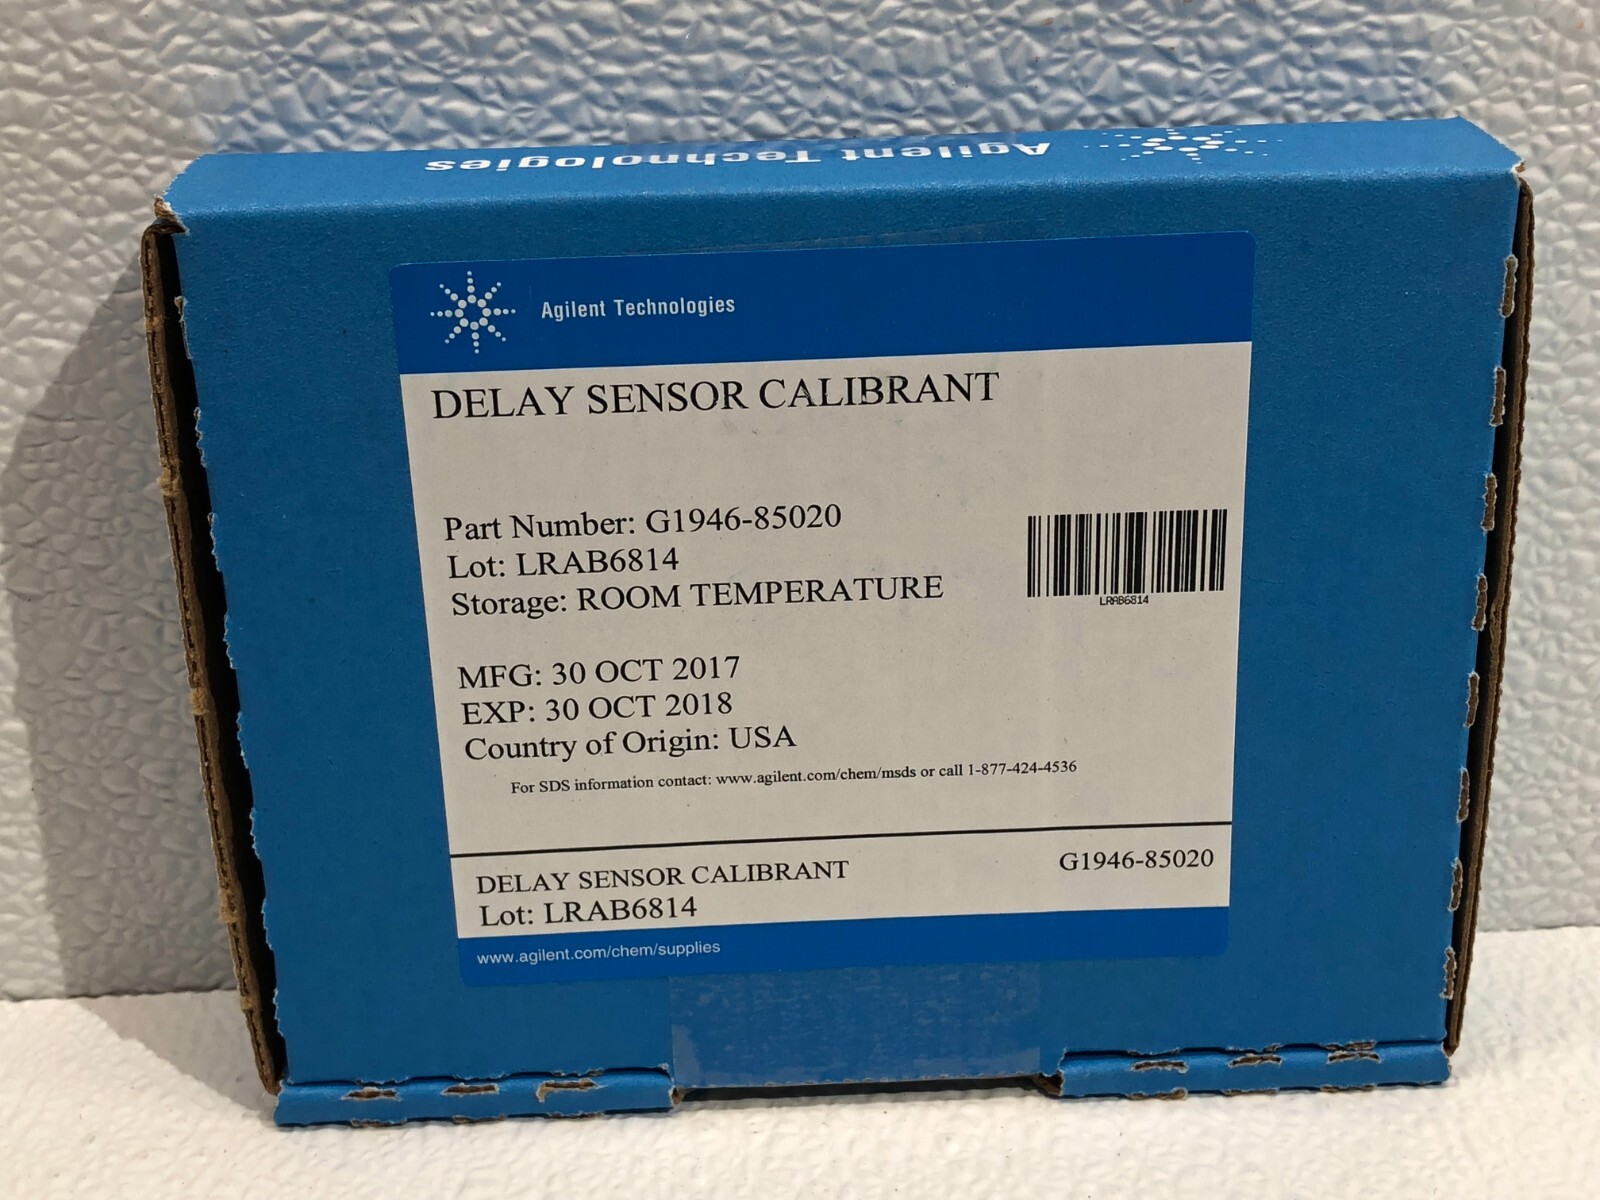 Agilent Technologies
Agilent Technologies
DELAY SENSOR CALIBRANT
Part Number: G1946-85020
Lot: LRAB6814
Storage: ROOM TEMPERATURE
LRAB6814
MFG: 30 OCT 2017
EXP: 30 OCT 2018
Country of Origin: USA
For SDS information contact: www.agilent.com/chem/msds or call 1-877-424-4536
DELAY SENSOR CALIBRANT G1946-85020
Lot: LRAB6814
www.agilent.com/chem/supplies